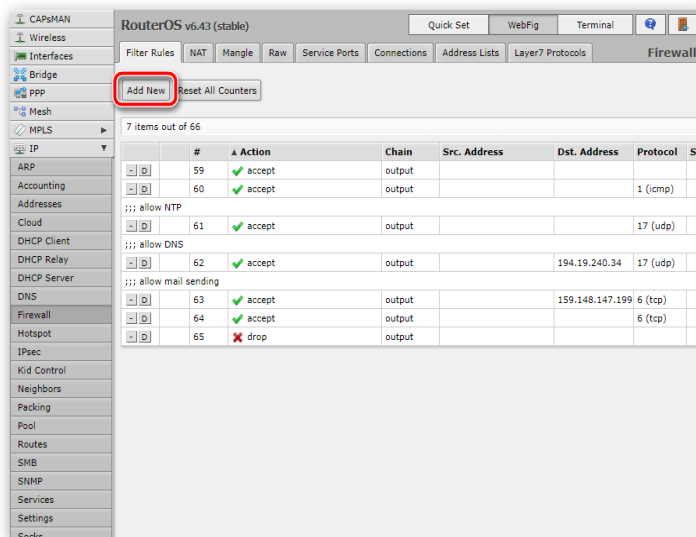 CAPsMAN
Wireless
Interfaces
Bridge
PPP
Mesh
MPLS
IP
ARP
Accounting
Addresses
Cloud
DHCP Client
DHCP Relay
DHCP Server
DNS
Firewall
Hotspot
IPsec
Kid Control
Neighbors
Packing
Pool
Routes
SMB
SNMP
Services
Settings
Socks
RouterOS v6.43 (stable)
Quick Set WebFig Terminal
Filter Rules NAT Mangle Raw Service Ports Connections Address Lists Layer7 Protocols Firewall
Add New Reset All Counters
7 items out of 66
# ▲ Action Chain Src. Address Dst. Address Protocol S
- D 59 accept output
- D 60 accept output 1 (icmp)
;;; allow NTP
- D 61 accept output 17 (udp)
;;; allow DNS
- D 62 accept output 194.19.240.34 17 (udp)
;;; allow mail sending
- D 63 accept output 159.148.147.199 6 (tcp)
- D 64 accept output 6 (tcp)
- D 65 drop output